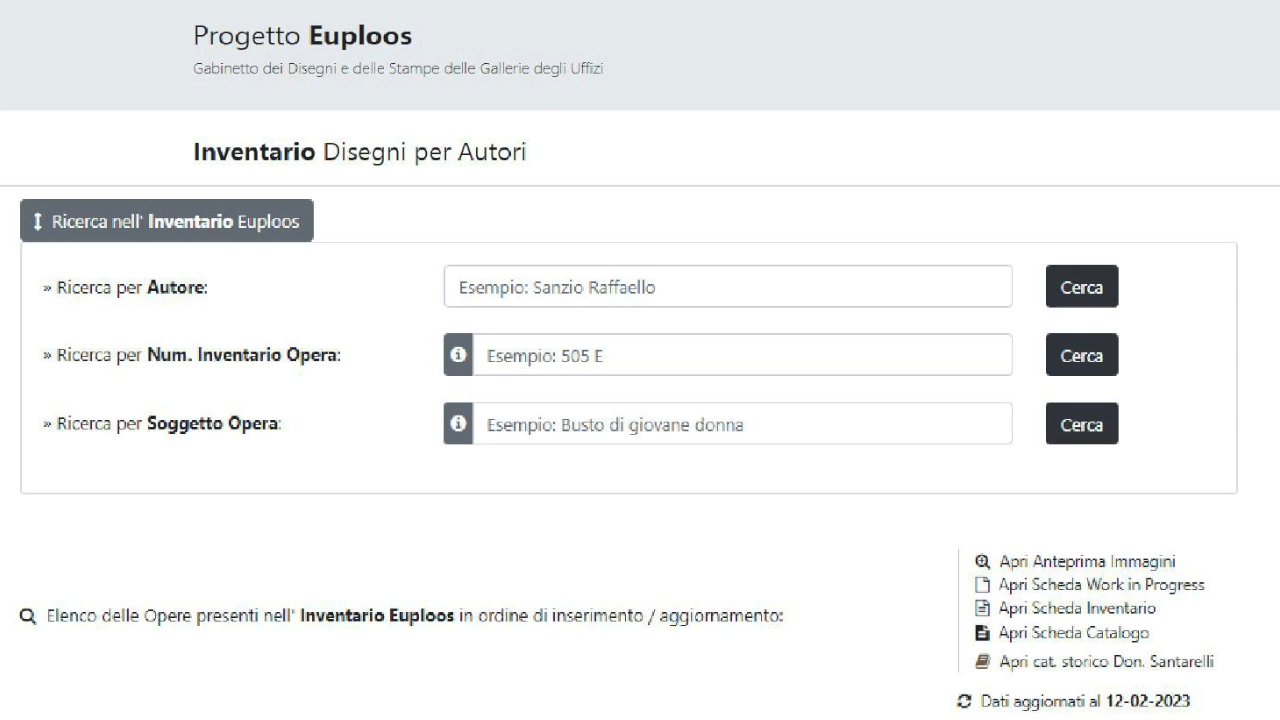 Progetto Euploos
Gabinetto dei Disegni e delle Stampe delle Gallerie degli Uffizi
Inventario Disegni per Autori
Ricerca nell' Inventario Euploos
» Ricerca per Autore:
Esempio: Sanzio Raffaello
Cerca
» Ricerca per Num. Inventario Opera:
Esempio: 505 E
Cerca
» Ricerca per Soggetto Opera:
Esempio: Busto di giovane donna
Cerca
Elenco delle Opere presenti nell' Inventario Euploos in ordine di inserimento / aggiornamento:
Apri Anteprima Immagini
Apri Scheda Work in Progress
Apri Scheda Inventario
Apri Scheda Catalogo
Apri cat. storico Don. Santarelli
Dati aggiornati al 12-02-2023